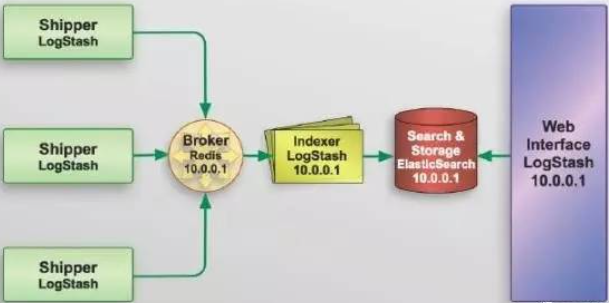 Shipper
LogStash
Shipper
LogStash
Shipper
LogStash
Broker
Redis
10.0.0.1
Indexer
LogStash
10.0.0.1
Search &
Storage
ElasticSearch
10.0.0.1
Web
Interface
LogStash
10.0.0.1